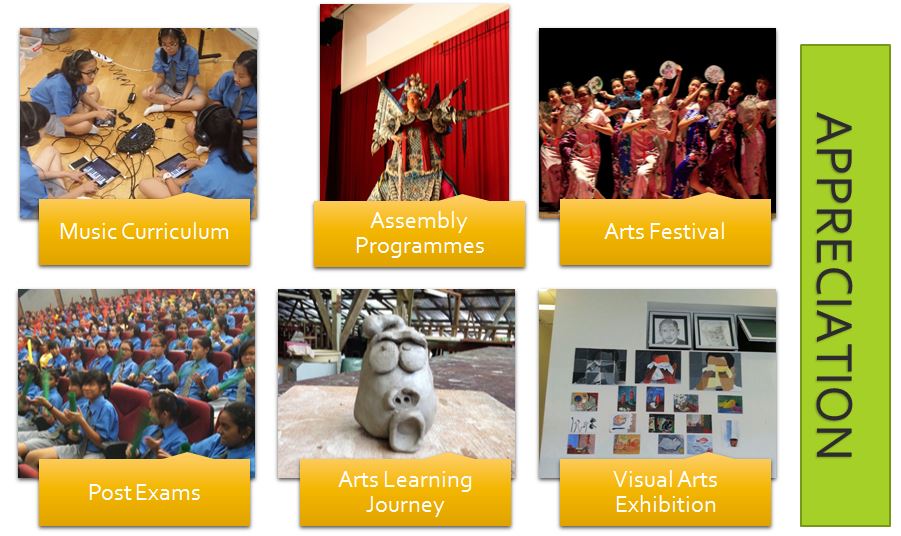 Music Curriculum
Assembly
Programmes
Arts Festival
Post Exams
Arts Learning
Journey
Visual Arts
Exhibition
APPRECIATION